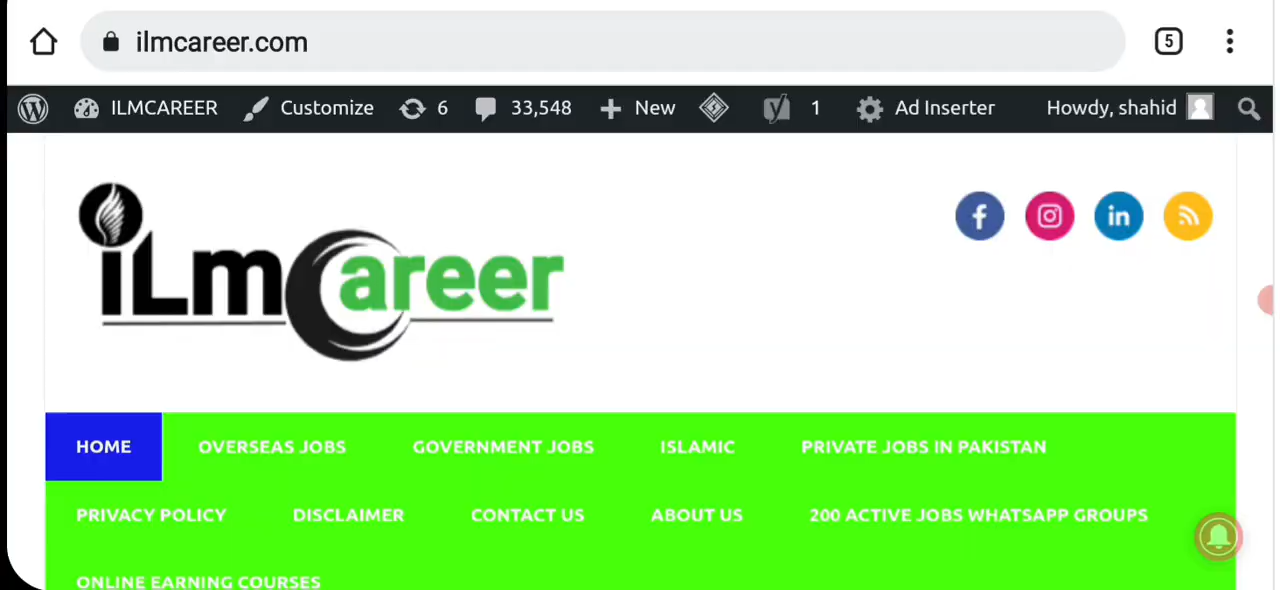 ilmcareer.com
5
ILMCAREER Customize 6 33,548 New 1 Ad Inserter Howdy, shahid
iLmCareer
HOME OVERSEAS JOBS GOVERNMENT JOBS ISLAMIC PRIVATE JOBS IN PAKISTAN
PRIVACY POLICY DISCLAIMER CONTACT US ABOUT US 200 ACTIVE JOBS WHATSAPP GROUPS
ONLINE EARNING COURSES